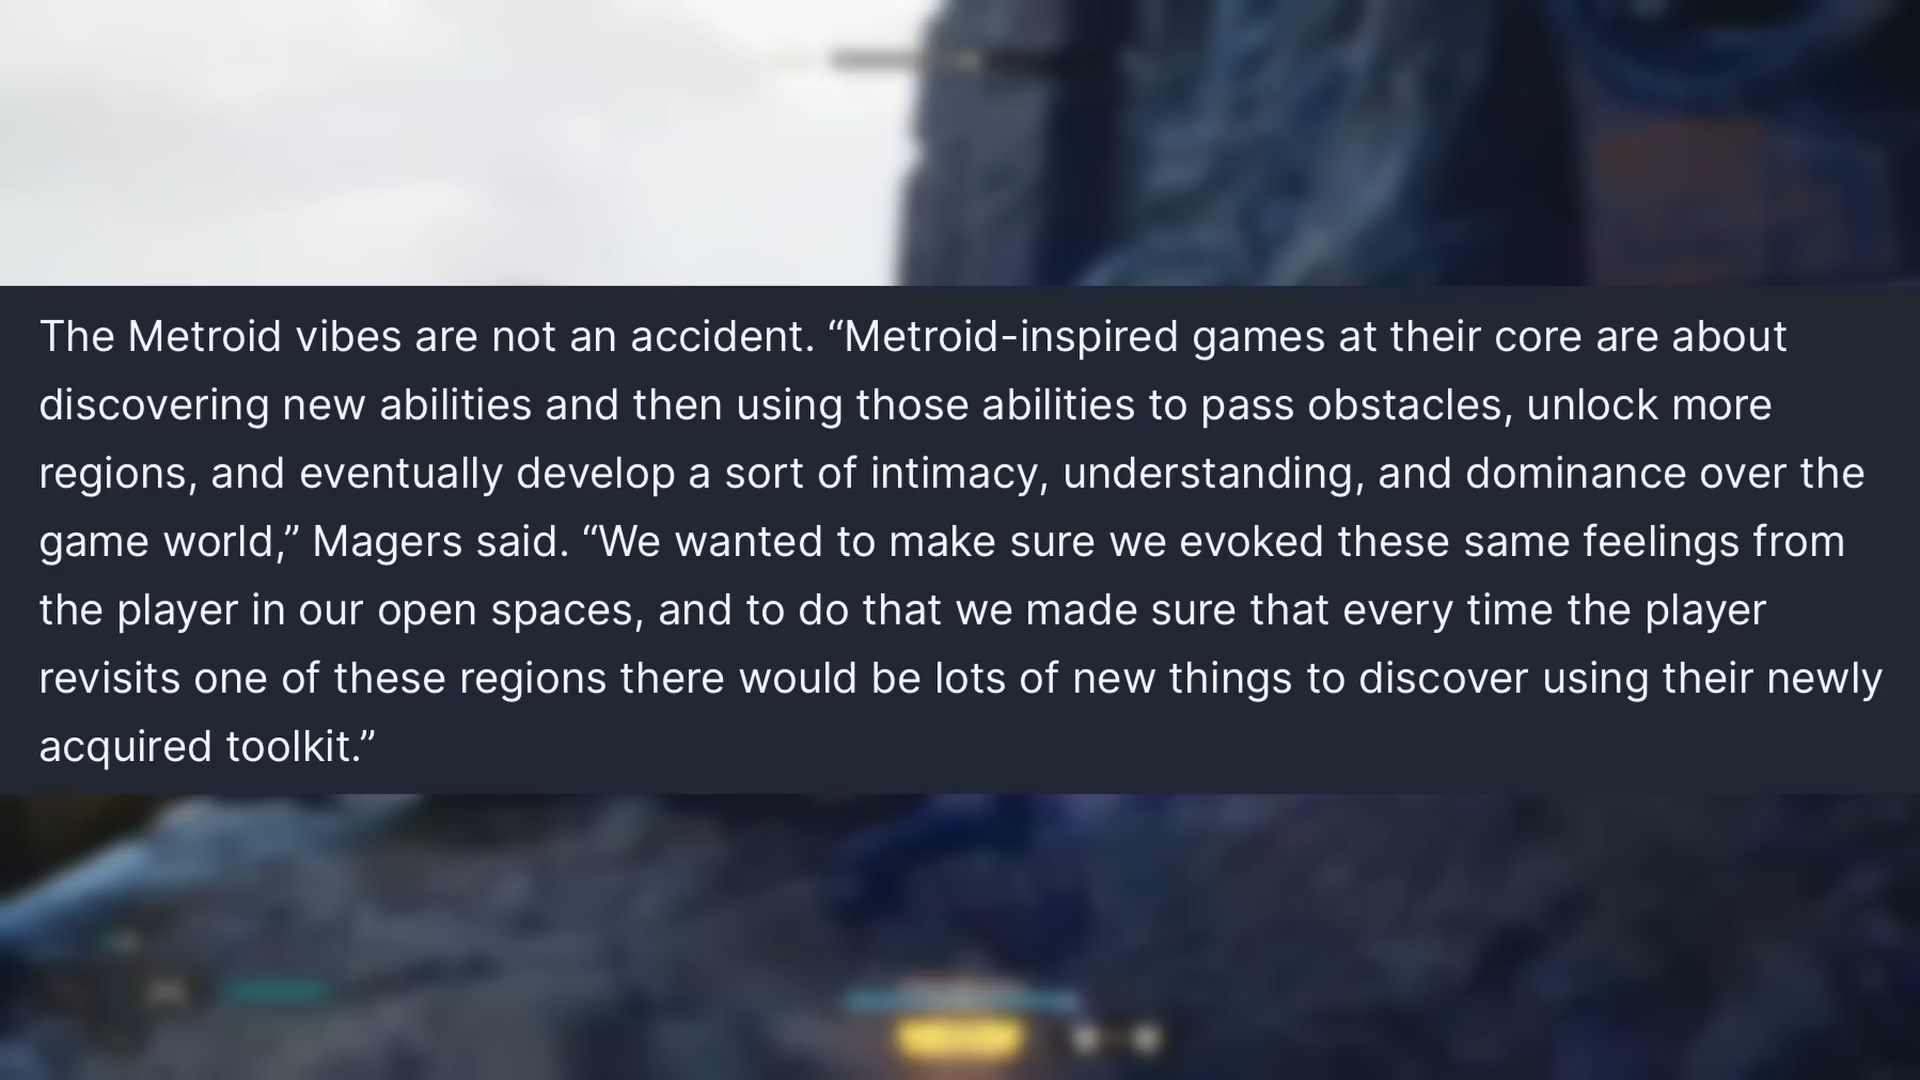 The Metroid vibes are not an accident. “Metroid-inspired games at their core are about
discovering new abilities and then using those abilities to pass obstacles, unlock more
regions, and eventually develop a sort of intimacy, understanding, and dominance over the
game world,” Magers said. “We wanted to make sure we evoked these same feelings from
the player in our open spaces, and to do that we made sure that every time the player
revisits one of these regions there would be lots of new things to discover using their newly
acquired toolkit.”